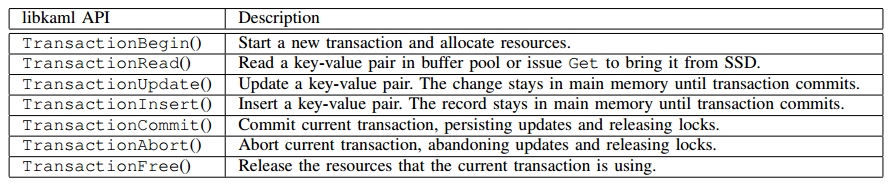 libkaml API Description
TransactionBegin() Start a new transaction and allocate resources.
TransactionRead() Read a key-value pair in buffer pool or issue Get to bring it from SSD.
TransactionUpdate() Update a key-value pair. The change stays in main memory until transaction commits.
TransactionInsert() Insert a key-value pair. The record stays in main memory until transaction commits.
TransactionCommit() Commit current transaction, persisting updates and releasing locks.
TransactionAbort() Abort current transaction, abandoning updates and releasing locks.
TransactionFree() Release the resources that the current transaction is using.